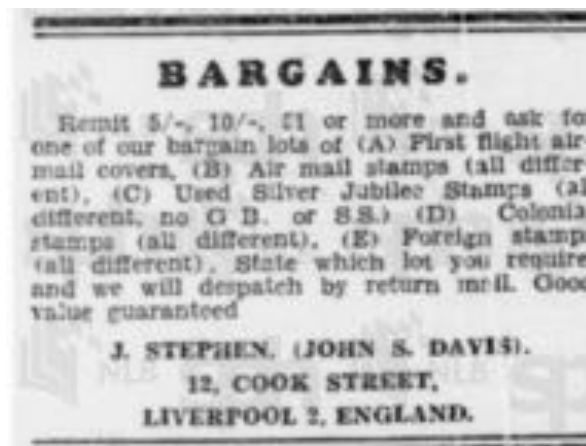 BARGAINS.
Remit 5/-, 10/-, £1 or more and ask fo
one of our bargain lots of (A) First flight air-
mail covers, (B) Air mail stamps (all differ-
ent), (C) Used Silver Jubilee Stamps (al
different, no G B. or S.S.) (D) Colonia
stamps (all different), (E) Foreign stamp
(all different). State which lot you require
and we will despatch by return mail. Good
value guaranteed
J. STEPHEN, (JOHN S. DAVIS).
12, COOK STREET,
LIVERPOOL 2, ENGLAND.